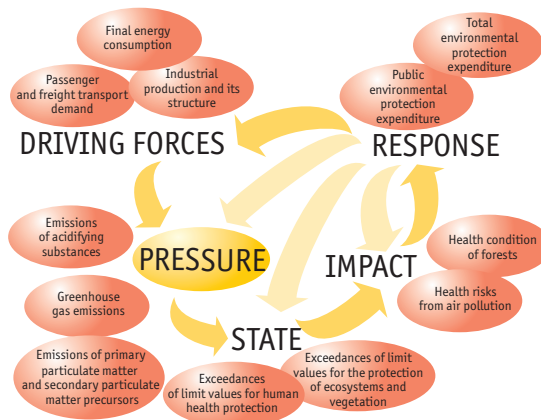 Final energy
consumption
Passenger
and freight transport
demand
Industrial
production and its
structure
DRIVING FORCES
Total
environmental
protection
expenditure
Public
environmental
protection
expenditure
RESPONSE
Emissions
of acidifying
substances
PRESSURE
Greenhouse
gas emissions
Emissions of primary
particulate matter
and secondary particulate
matter precursors
IMPACT
Health condition
of forests
Health risks
from air pollution
STATE
Exceedances
of limit values for human
health protection
Exceedances of limit
values for the protection
of ecosystems and
vegetation